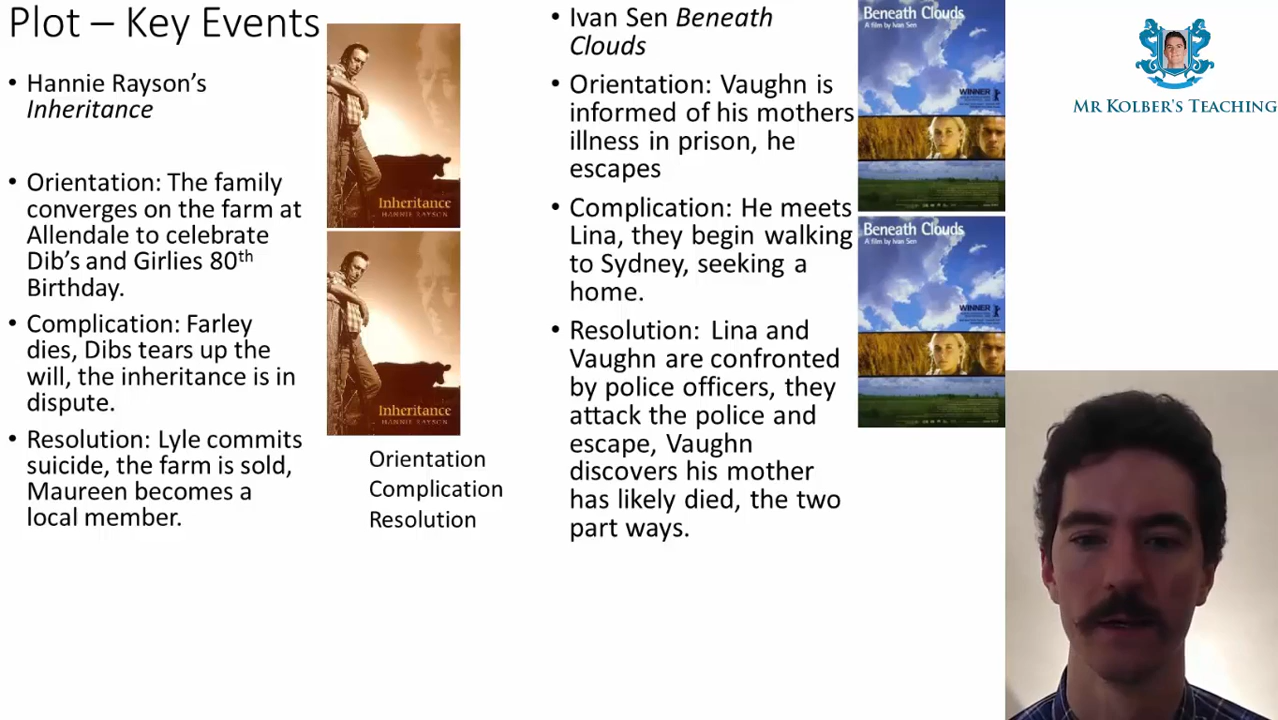 Plot – Key Events
• Hannie Rayson's
Inheritance
• Orientation: The family
converges on the farm at
Allendale to celebrate
Dib's and Girlies 80th
Birthday.
• Complication: Farley
dies, Dibs tears up the
will, the inheritance is in
dispute.
• Resolution: Lyle commits
suicide, the farm is sold,
Maureen becomes a
local member.
Inheritance
HANNIE RAYSON
Inheritance
HANNIE RAYSON
Orientation
Complication
Resolution
• Ivan Sen Beneath
Clouds
• Orientation: Vaughn is
informed of his mothers
illness in prison, he
escapes
• Complication: He meets
Lina, they begin walking
to Sydney, seeking a
home.
• Resolution: Lina and
Vaughn are confronted
by police officers, they
attack the police and
escape, Vaughn
discovers his mother
has likely died, the two
part ways.
Beneath Clouds
A film by Ivan Sen
WINNER
Beneath Clouds
A film by Ivan Sen
WINNER
MR KOLBER'S TEACHING